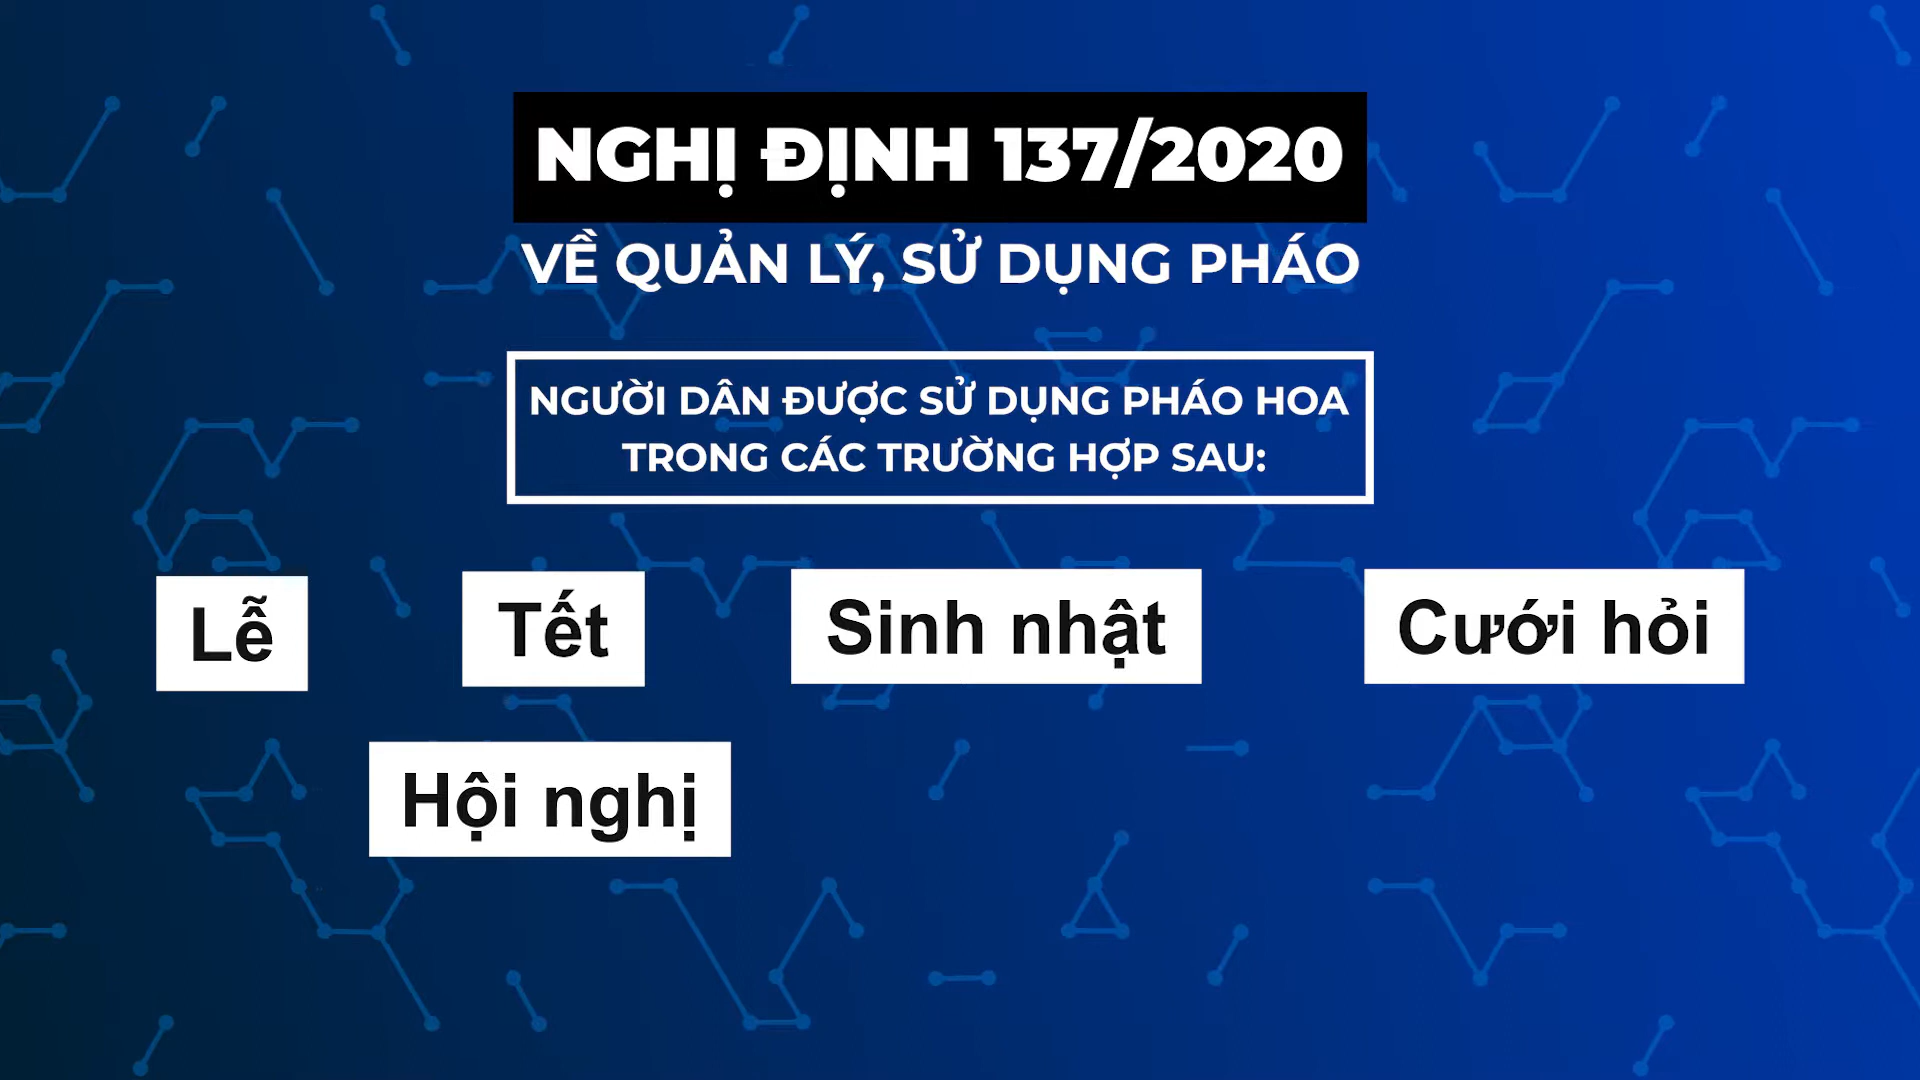 NGHỊ ĐỊNH 137/2020
VỀ QUẢN LÝ, SỬ DỤNG PHÁO
NGƯỜI DÂN ĐƯỢC SỬ DỤNG PHÁO HOA
TRONG CÁC TRƯỜNG HỢP SAU:
Lễ
Tết
Sinh nhật
Cưới hỏi
Hội nghị